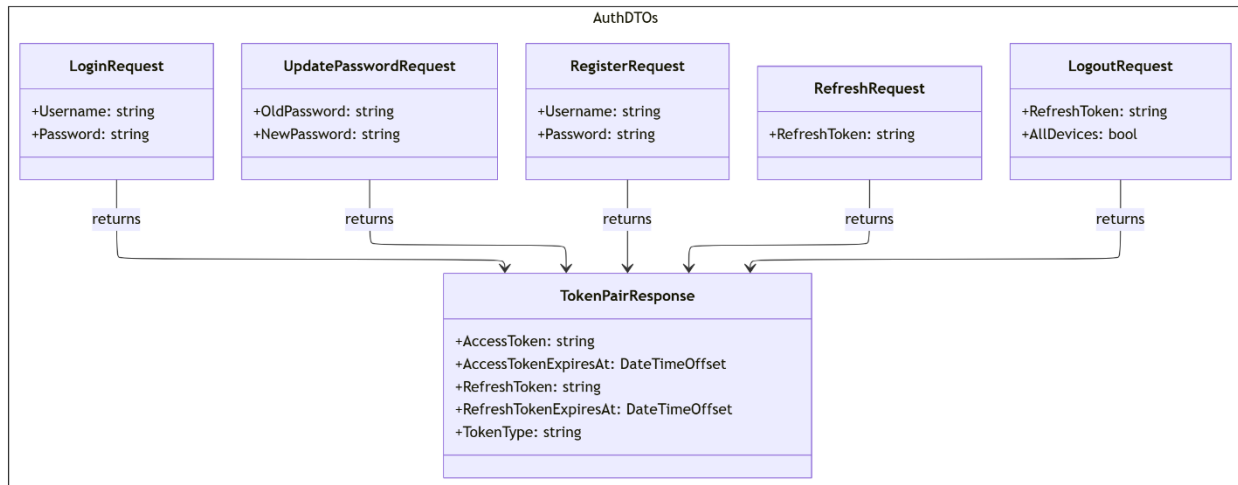 AuthDTOs
LoginRequest
+Username: string
+Password: string
UpdatePasswordRequest
+OldPassword: string
+NewPassword: string
RegisterRequest
+Username: string
+Password: string
RefreshRequest
+RefreshToken: string
LogoutRequest
+RefreshToken: string
+AllDevices: bool
returns
returns
returns
returns
returns
TokenPairResponse
+AccessToken: string
+AccessTokenExpiresAt: DateTimeOffset
+RefreshToken: string
+RefreshTokenExpiresAt: DateTimeOffset
+TokenType: string